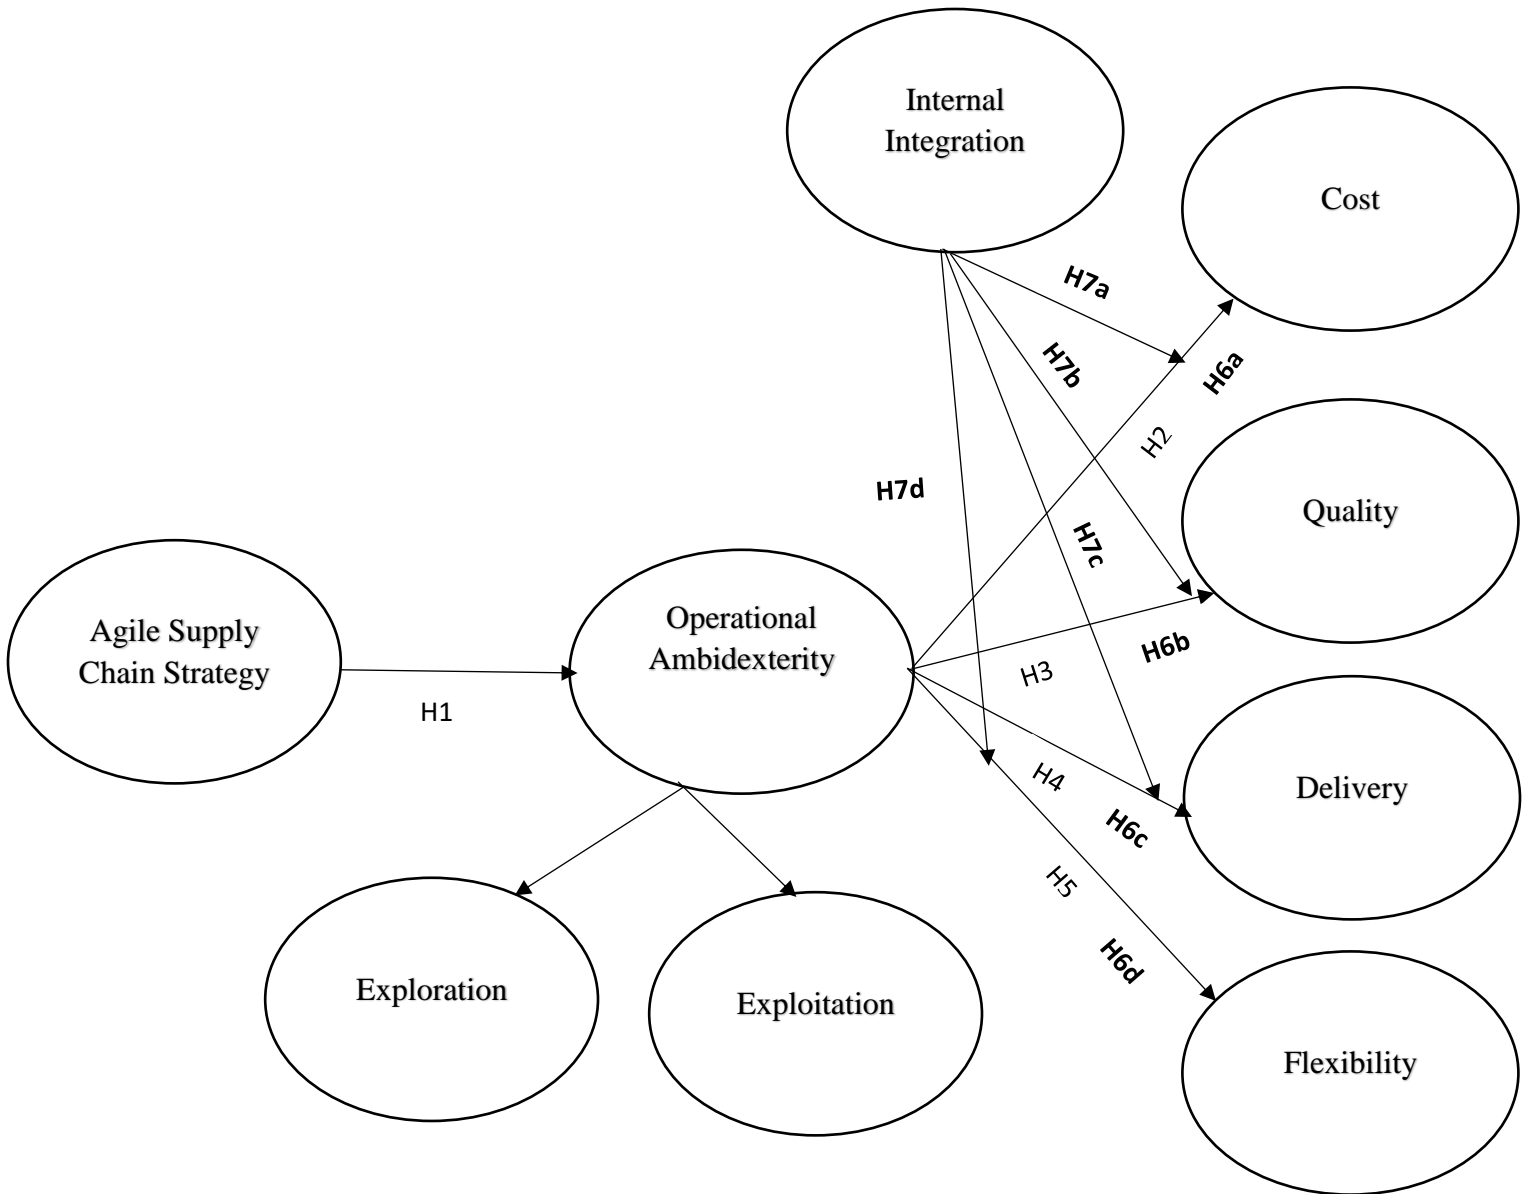 Internal
Integration
Cost
H7a
H7b
H6a
H2
H7d
Quality
H7c
Agile Supply
Chain Strategy
H1
Operational
Ambidexterity
H3
H6b
H4
H6c
Delivery
H5
H6d
Exploration
Exploitation
Flexibility